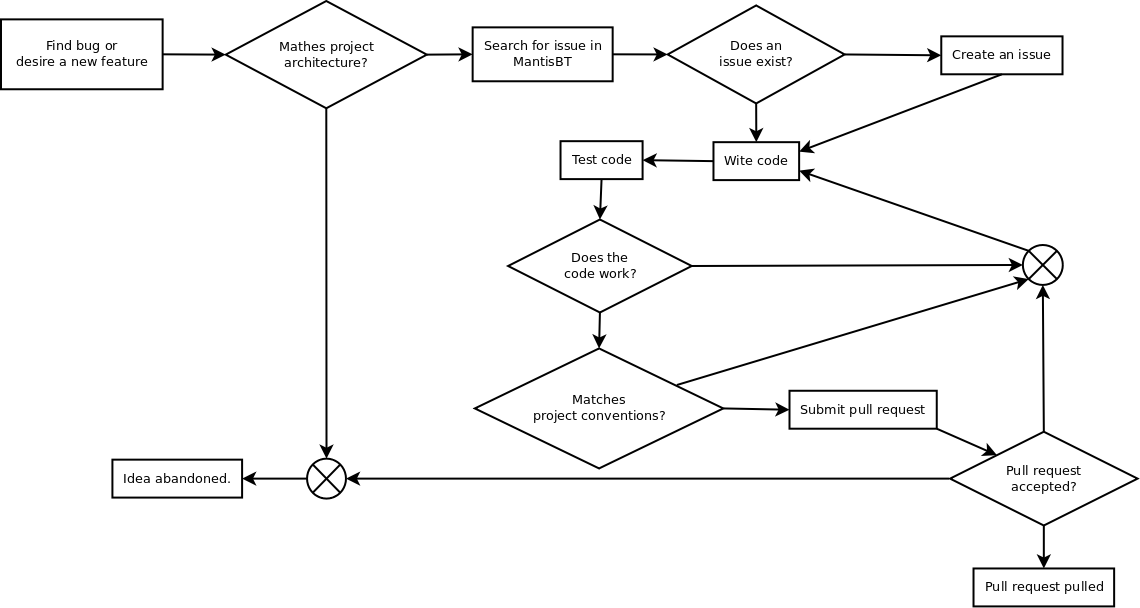 Find bug or
desire a new feature
Mathes project
architecture?
Search for issue in
MantisBT
Does an
issue exist?
Create an issue
Test code
Wite code
Does the
code work?
Matches
project conventions?
Submit pull request
Pull request
accepted?
Idea abandoned.
Pull request pulled